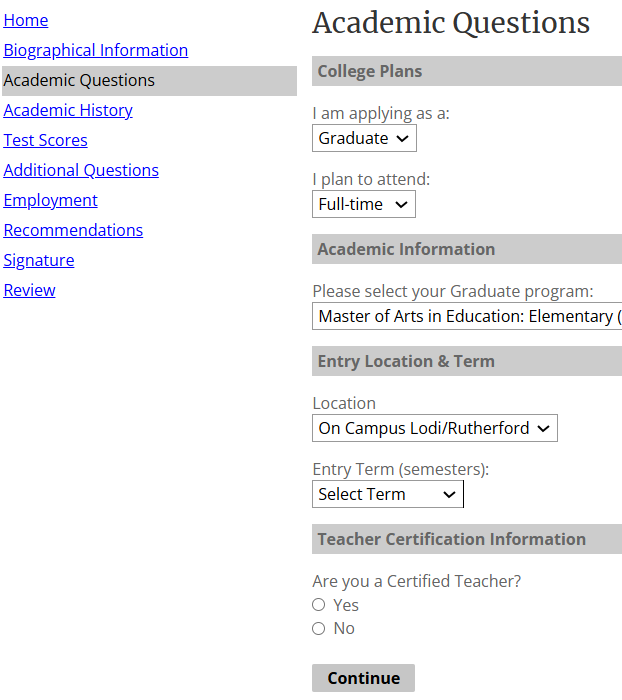 Home
Biographical Information
Academic Questions
Academic History
Test Scores
Additional Questions
Employment
Recommendations
Signature
Review
Academic Questions
College Plans
I am applying as a:
Graduate
I plan to attend:
Full-time
Academic Information
Please select your Graduate program:
Master of Arts in Education: Elementary (
Entry Location & Term
Location
On Campus Lodi/Rutherford
Entry Term (semesters):
Select Term
Teacher Certification Information
Are you a Certified Teacher?
Yes
No
Continue